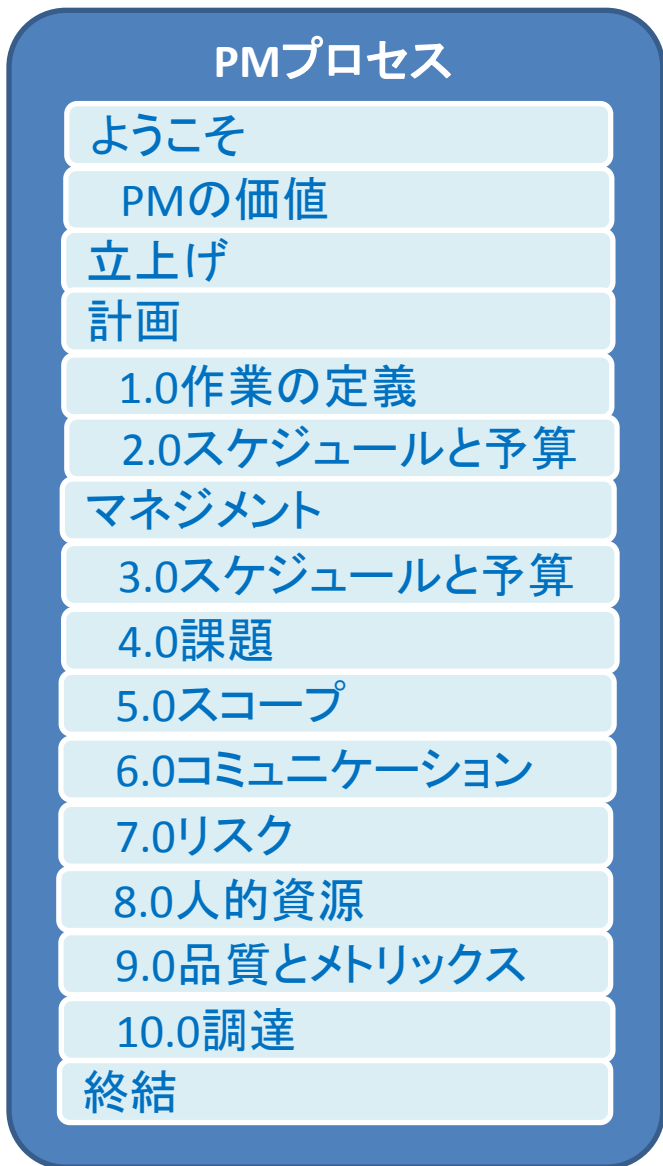 PMプロセス
ようこそ
PMの価値
立上げ
計画
1.0作業の定義
2.0スケジュールと予算
マネジメント
3.0スケジュールと予算
4.0課題
5.0スコープ
6.0コミュニケーション
7.0リスク
8.0人的資源
9.0品質とメトリックス
10.0調達
終結